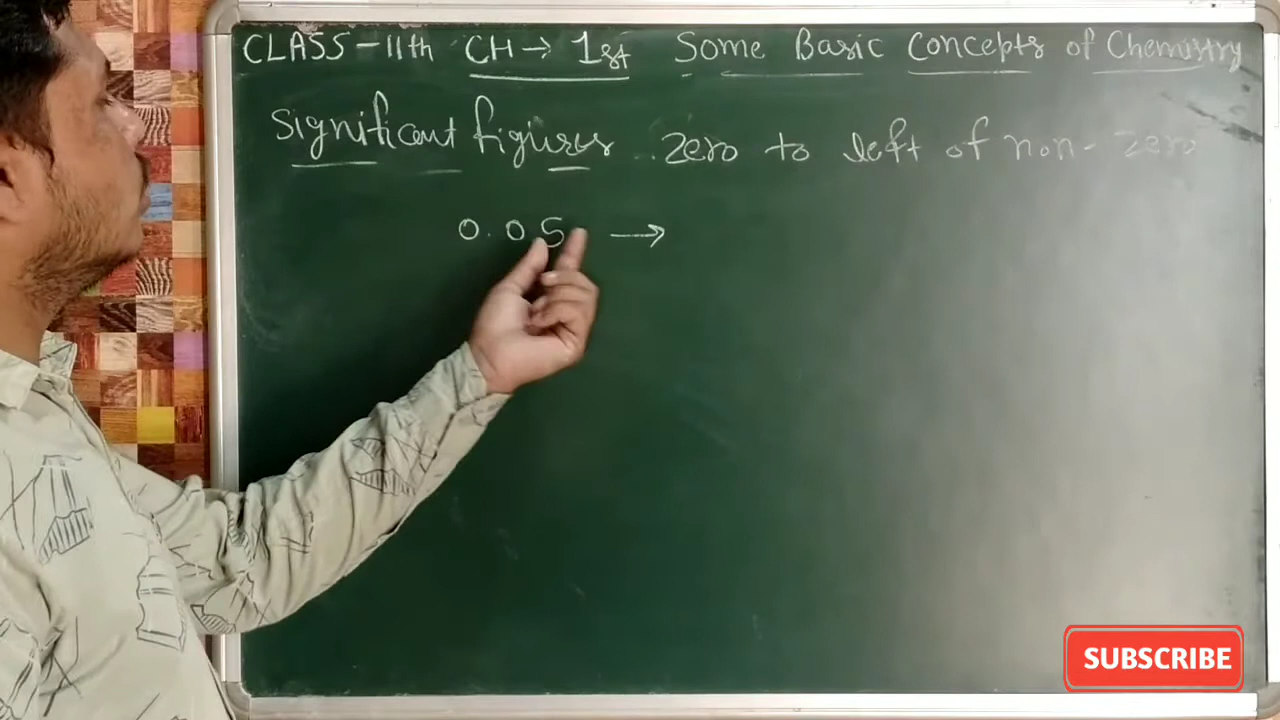 CLASS - 11th CH → 1st Some Basic Concepts of Chemistry
Significant figures .. Zero to left of non-zero
0.05 →
SUBSCRIBE